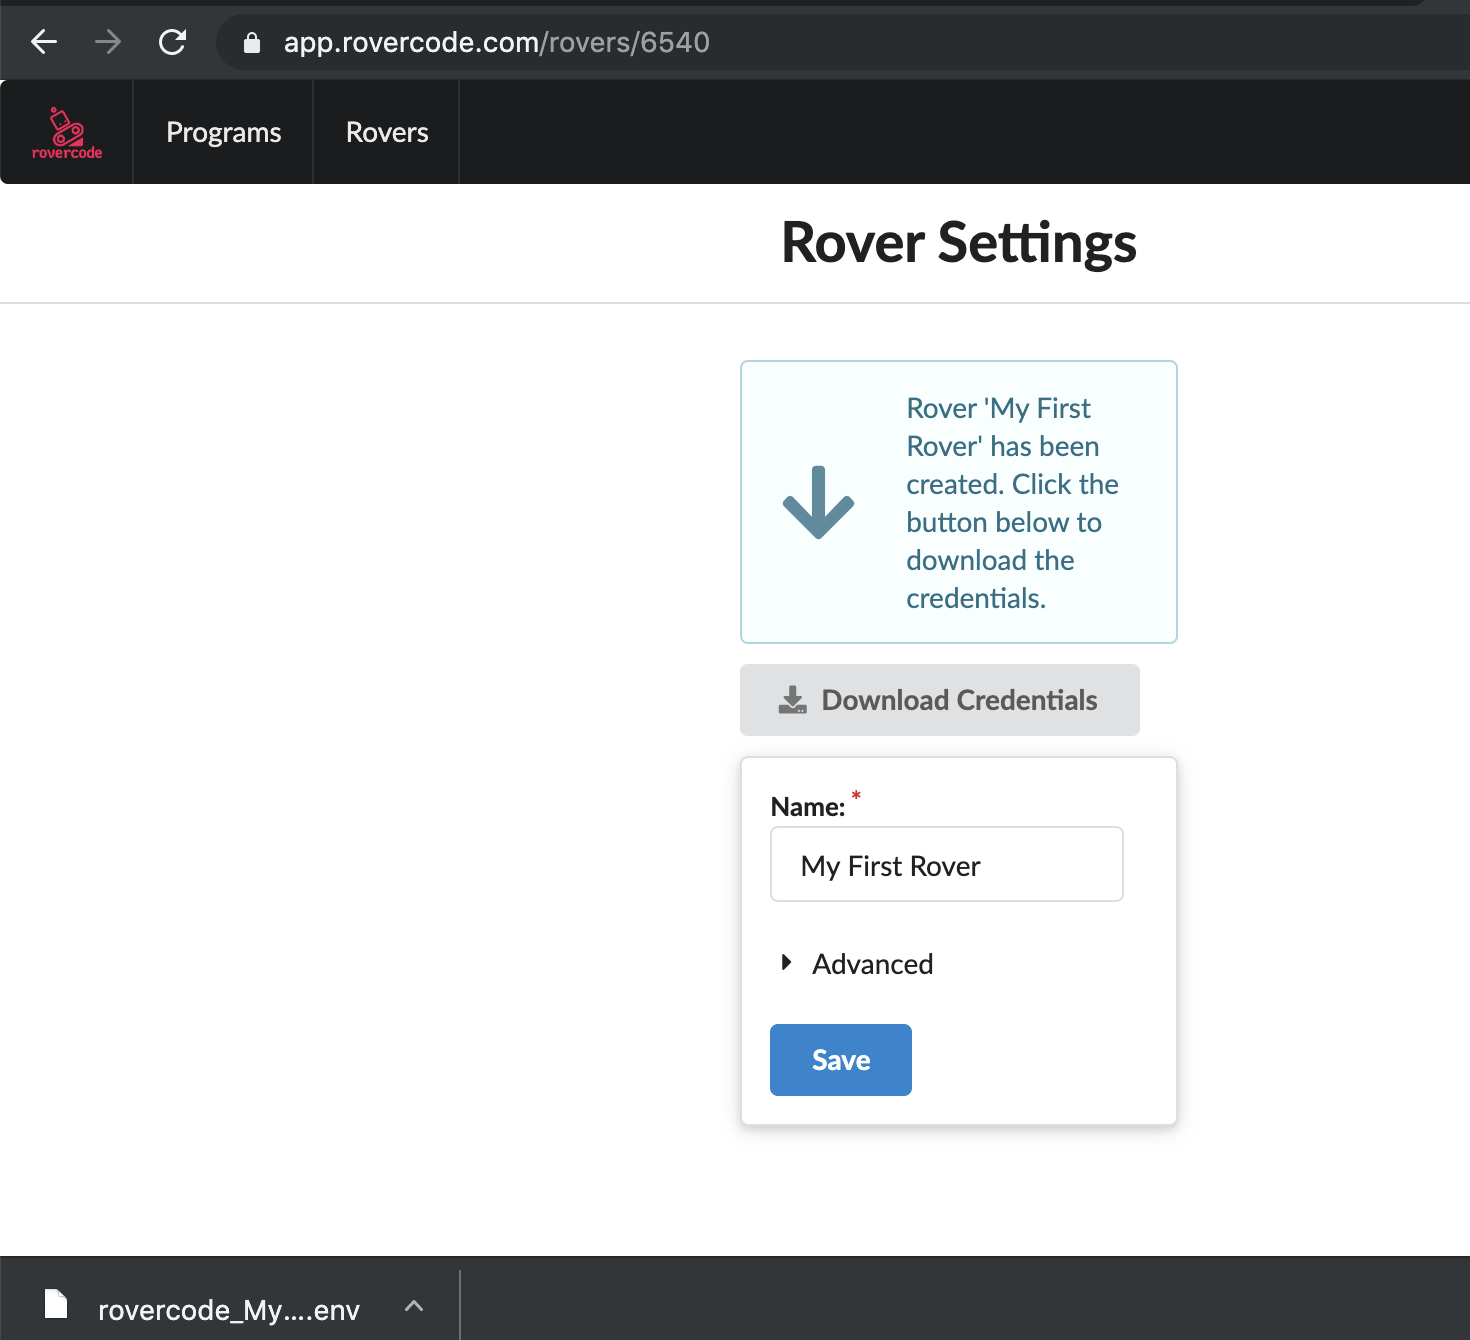 app.rovercode.com/rovers/6540
rovercode
Programs
Rovers
Rover Settings
Rover 'My First
Rover' has been
created. Click the
button below to
download the
credentials.
Download Credentials
Name: *
My First Rover
Advanced
Save
rovercode_My....env